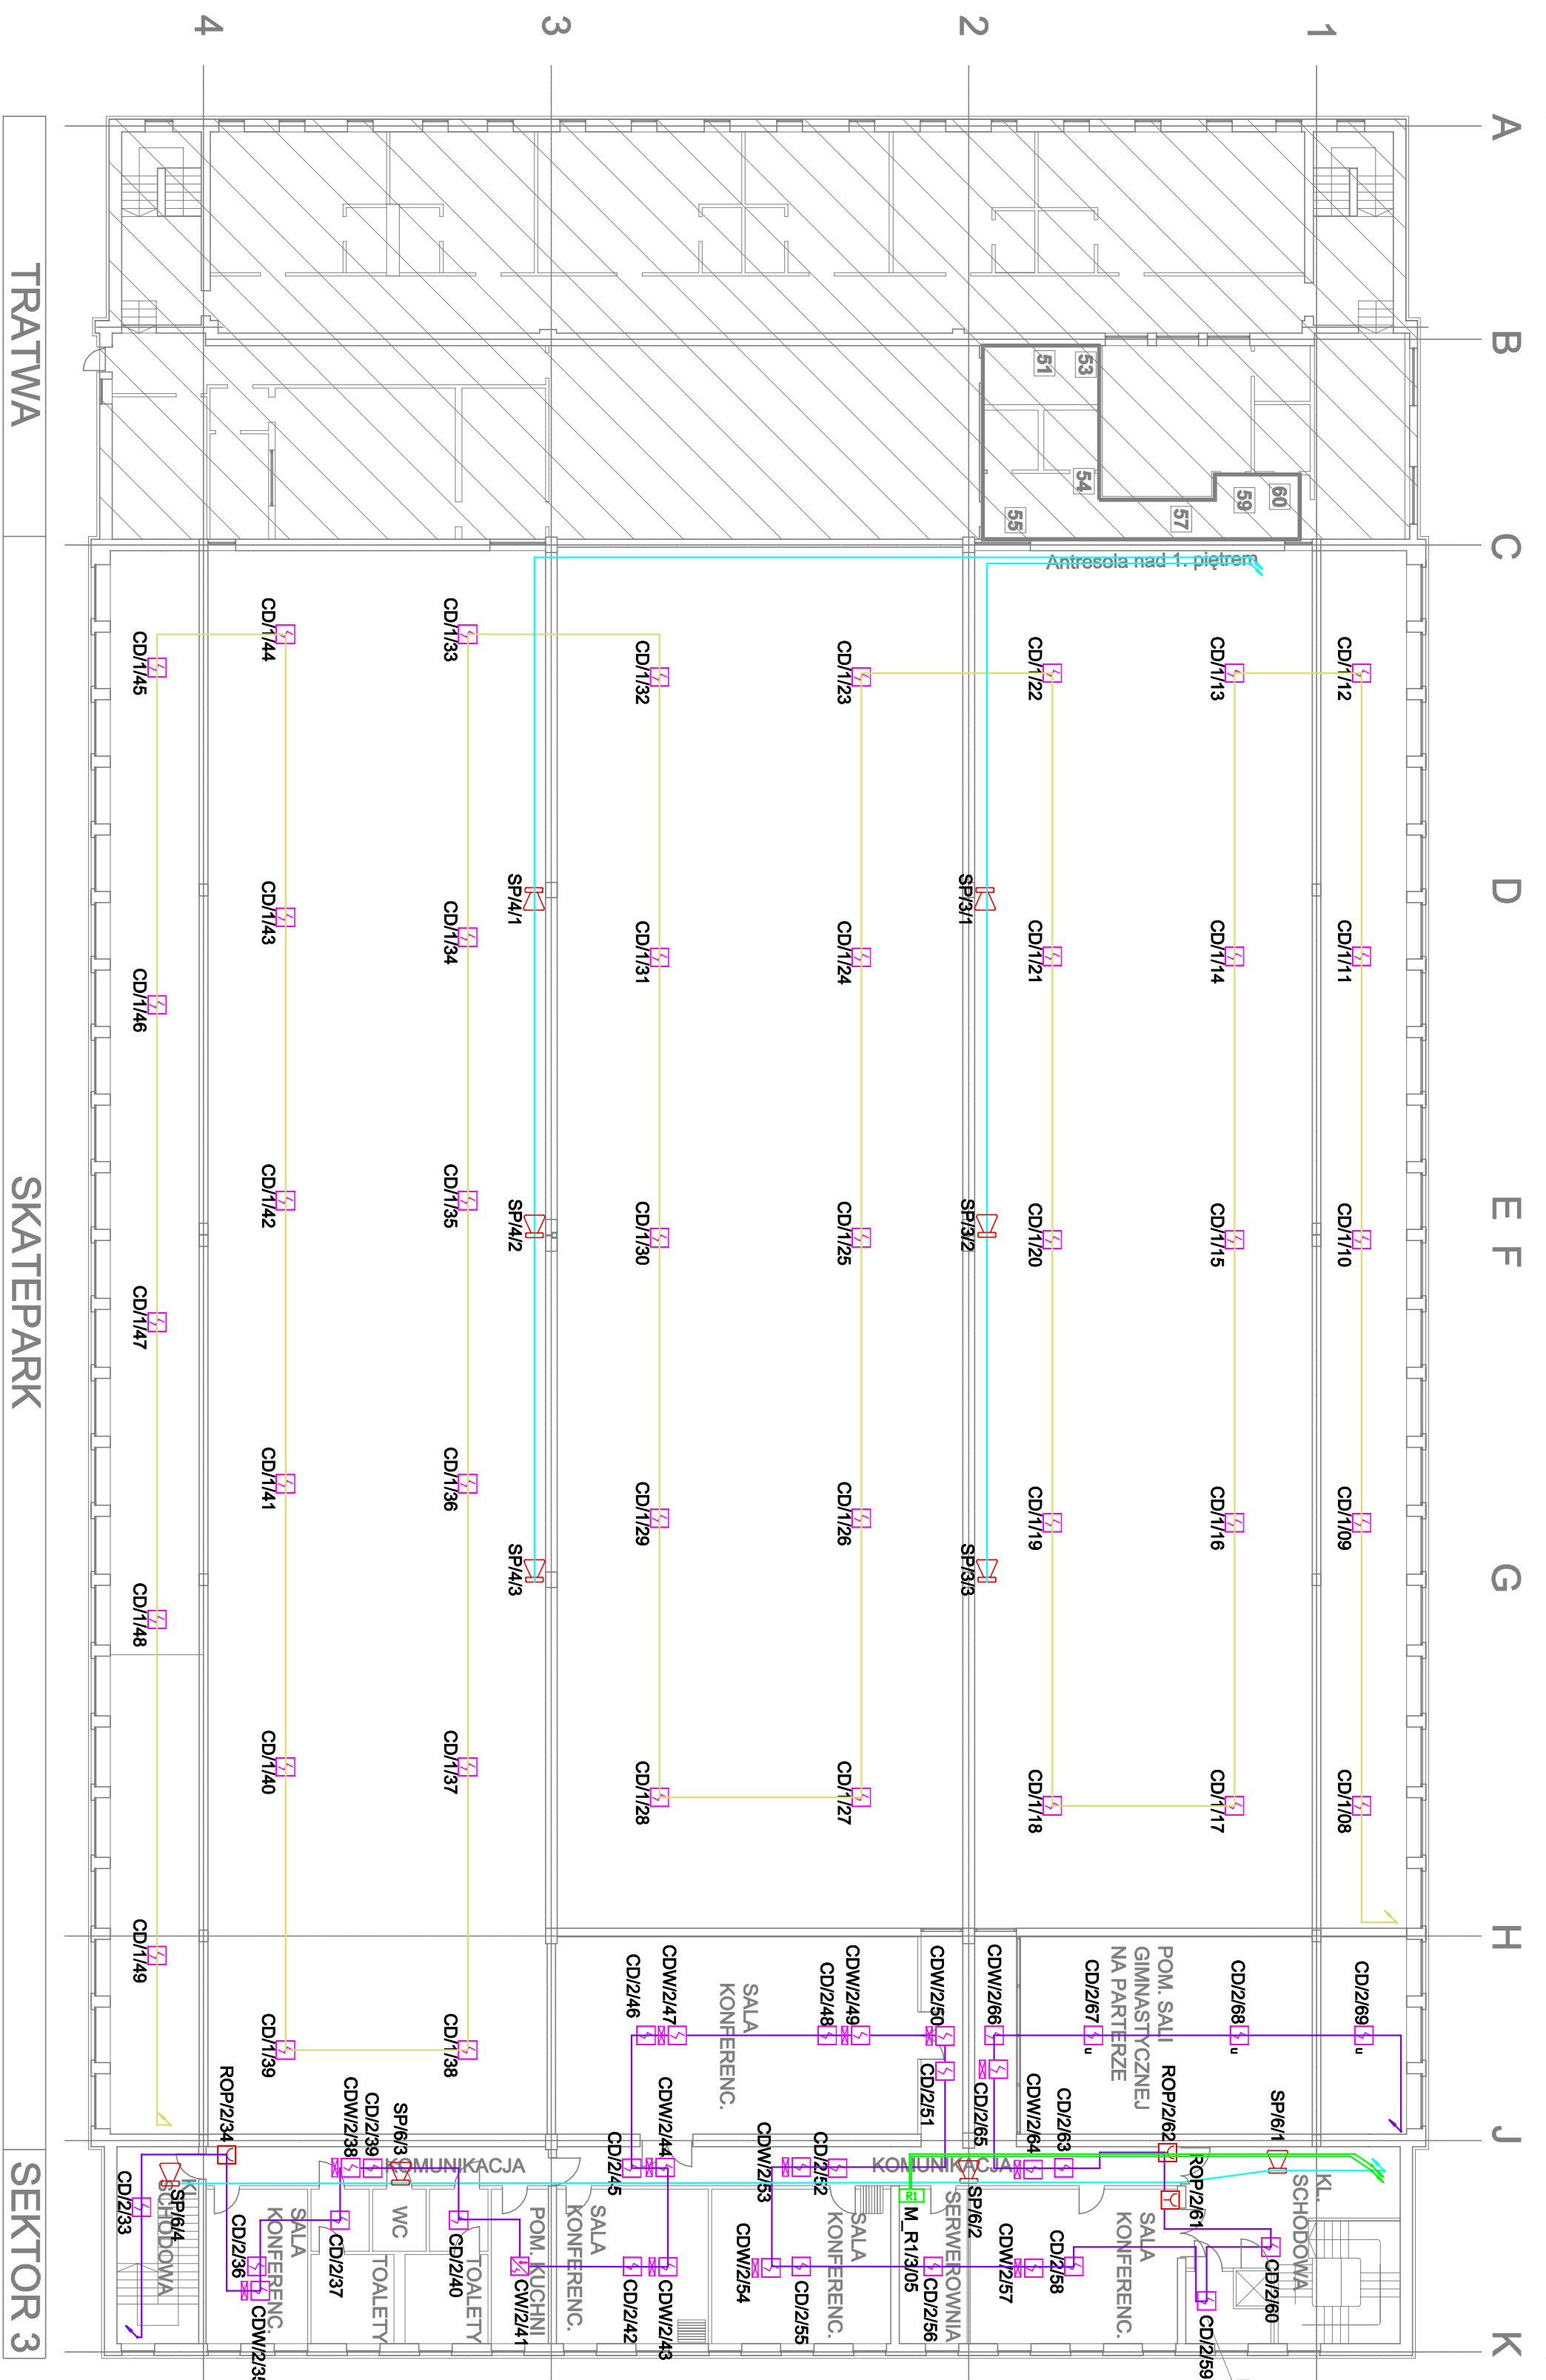 A
B
C
D
E
F
G
H
J
K
1
2
3
4
51
53
54
55
57
59
60
Antresola nad 1. piętrem
CD/1/12
CD/1/11
CD/1/10
CD/1/09
CD/1/08
CD/1/13
CD/1/14
CD/1/15
CD/1/16
CD/1/17
CD/1/22
CD/1/21
CD/1/20
CD/1/19
CD/1/18
SP/3/1
SP/3/2
SP/3/3
CD/1/23
CD/1/24
CD/1/25
CD/1/26
CD/1/27
CD/1/32
CD/1/31
CD/1/30
CD/1/29
CD/1/28
SP/4/1
SP/4/2
SP/4/3
CD/1/33
CD/1/34
CD/1/35
CD/1/36
CD/1/37
CD/1/38
CD/1/44
CD/1/43
CD/1/42
CD/1/41
CD/1/40
CD/1/39
CD/1/45
CD/1/46
CD/1/47
CD/1/48
CD/1/49
CD/2/69
u
CD/2/68
u
POM. SALI
GIMNASTYCZNEJ
NA PARTERZE
CD/2/67
u
CDW/2/66
CDW/2/50
CDW/2/49
CD/2/48
SALA
KONFERENC.
CDW/2/47
CD/2/46
SP/6/1
ROP/2/62
CD/2/63
CDW/2/64
CD/2/65
CD/2/51
CD/2/52
CDW/2/53
CDW/2/44
CD/2/45
SP/6/3
CD/2/39
CDW/2/38
ROP/2/34
KOMUNIKACJA
KOMUNIKACJA
KL.
SCHODOWA
ROP/2/61
SP/6/2
M_R1/3/05
R1
SP/6/4
CD/2/33
KL.
SCHODOWA
CD/2/60
CD/2/59
SALA
KONFERENC.
CD/2/58
CDW/2/57
SERWEROWNIA
CD/2/56
SALA
KONFERENC.
CD/2/55
CDW/2/54
CDW/2/43
CD/2/42
SALA
KONFERENC.
POM. KUCHNI
CW/2/41
TOALETY
CD/2/40
WC
TOALETY
CD/2/37
SALA
KONFERENC.
CD/2/36
CDW/2/35
TRATWA
SKATEPARK
SEKTOR 3